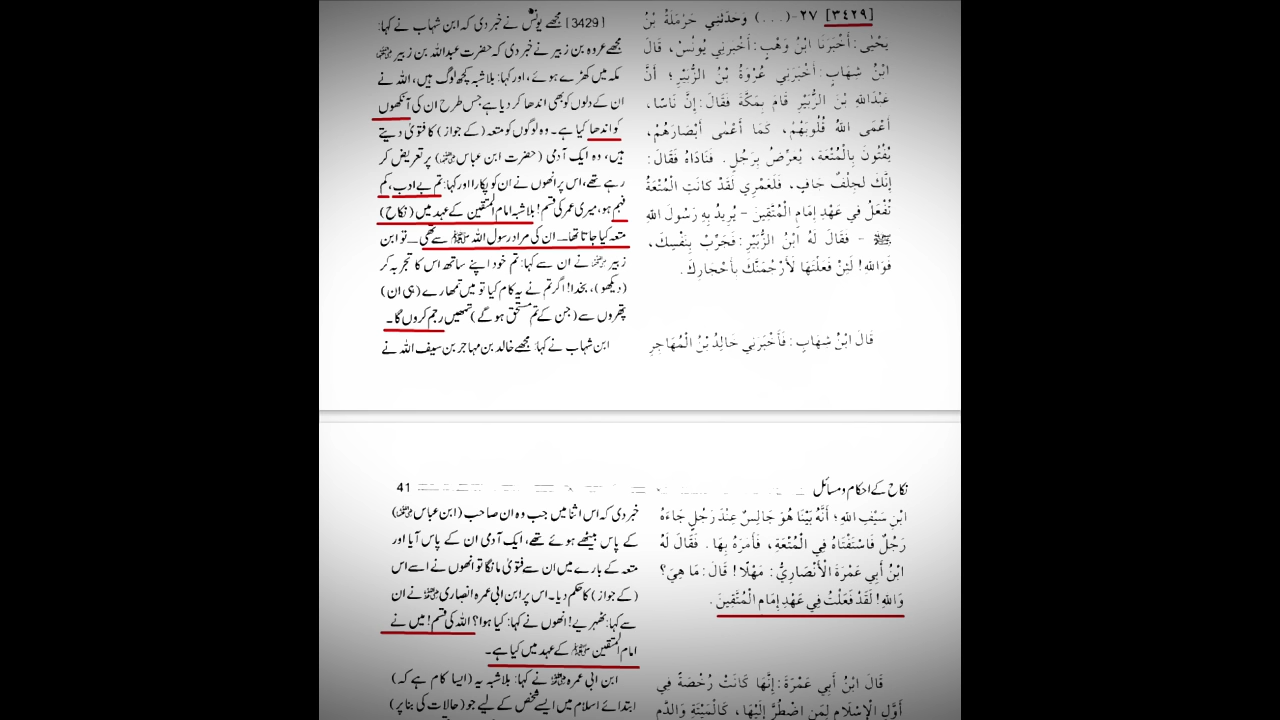 [٣٤٢٩] ٢٧-(...) وَحَدَّثَنِي حَرْمَلَةُ بْنُ
يَحْيَى: أَخْبَرَنَا ابْنُ وَهْبٍ: أَخْبَرَنِي يُونُسُ، قَالَ
ابْنُ شِهَابٍ: أَخْبَرَنِي عُرْوَةُ بْنُ الزُّبَيْرِ؛ أَنَّ
عَبْدَاللهِ بْنَ الزُّبَيْرِ قَامَ بِمَكَّةَ فَقَالَ: إِنَّ نَاسًا،
أَعْمَى اللهُ قُلُوبَهُمْ، كَمَا أَعْمَى أَبْصَارَهُمْ،
يُفْتُونَ بِالْمُتْعَةِ، يُعَرِّضُ بِرَجُلٍ. فَنَادَاهُ فَقَالَ:
إِنَّكَ لَجِلْفٌ جَافٍ، فَلَعَمْرِي لَقَدْ كَانَتِ الْمُتْعَةُ
تُفْعَلُ فِي عَهْدِ إِمَامِ الْمُتَّقِينَ - يُرِيدُ بِهِ رَسُولَ اللهِ
ﷺ - فَقَالَ لَهُ ابْنُ الزُّبَيْرِ: فَجَرِّبْ بِنَفْسِكَ،
فَوَاللهِ! لَئِنْ فَعَلْتَهَا لَأَرْجُمَنَّكَ بِأَحْجَارِكَ.
قَالَ ابْنُ شِهَابٍ: فَأَخْبَرَنِي خَالِدُ بْنُ الْمُهَاجِرِ
[3429] مجھے یونس نے خبر دی کہ ابن شہاب نے کہا:
مجھے عروہ بن زبیر نے خبر دی کہ حضرت عبداللہ بن زبیر ؓ
مکہ میں کھڑے ہوئے، اور کہا: بلاشبہ کچھ لوگ ہیں، اللہ نے
ان کے دلوں کو بھی اندھا کر دیا ہے جس طرح ان کی آنکھوں
کو اندھا کیا ہے۔ وہ لوگوں کو متعہ (کے جواز) کا فتویٰ دیتے
ہیں، وہ ایک آدمی (حضرت ابن عباس ؓ) پر تعریض کر
رہے تھے، اس پر انھوں نے ان کو پکارا اور کہا: تم بے ادب، کم
فہم ہو، میری عمر کی قسم! بلاشبہ امام المتقین کے عہد میں (نکاح)
متعہ کیا جاتا تھا۔ ان کی مراد رسول اللہ ﷺ سے تھی۔ تو ابن
زبیر ؓ نے ان سے کہا: تم خود اپنے ساتھ اس کا تجربہ کر
(دیکھو)، بخدا! اگر تم نے یہ کام کیا تو میں تمھارے (ہی ان)
پتھروں سے (جن کے تم مستحق ہو گے) تمھیں رجم کروں گا۔
ابن شہاب نے کہا: مجھے خالد بن مہاجر بن سیف اللہ نے
نکاح کے احکام و مسائل 41
ابْنِ سَيْفِ اللهِ؛ أَنَّهُ بَيْنَا هُوَ جَالِسٌ عِنْدَ رَجُلٍ جَاءَهُ
رَجُلٌ فَاسْتَفْتَاهُ فِي الْمُتْعَةِ، فَأَمَرَهُ بِهَا. فَقَالَ لَهُ
ابْنُ أَبِي عَمْرَةَ الْأَنْصَارِيُّ: مَهْلًا! قَالَ: مَا هِيَ؟
وَاللهِ! لَقَدْ فَعَلْتُ فِي عَهْدِ إِمَامِ الْمُتَّقِينَ.
قَالَ ابْنُ أَبِي عَمْرَةَ: إِنَّهَا كَانَتْ رُخْصَةً فِي
أَوَّلِ الْإِسْلَامِ لِمَنِ اضْطُرَّ إِلَيْهَا، كَالْمَيْتَةِ وَالدَّمِ
خبر دی کہ اس اثنا میں جب وہ ان صاحب (ابن عباس ؓ)
کے پاس بیٹھے ہوئے تھے، ایک آدمی ان کے پاس آیا اور
متعہ کے بارے میں ان سے فتویٰ مانگا تو انھوں نے اسے اس
(کے جواز) کا حکم دیا۔ اس پر ابن ابی عمرہ انصاری ؓ نے ان
سے کہا: ٹھہریے! انھوں نے کہا: کیا ہوا؟ اللہ کی قسم! میں نے
امام المتقین ﷺ کے عہد میں کیا ہے۔
ابن ابی عمرہ ؓ نے کہا: بلاشبہ یہ (ایسا کام ہے کہ)
ابتدائے اسلام میں ایسے شخص کے لیے جو (حالات کی بنا پر)